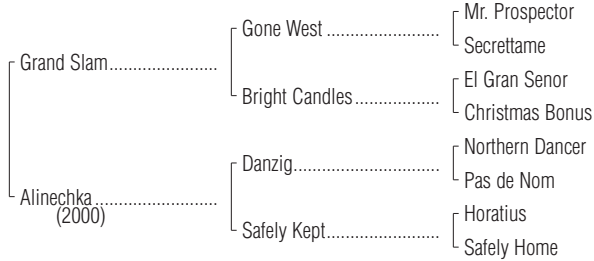 Mr. Prospector
Gone West
Secrettame
Grand Slam
El Gran Senor
Bright Candles
Christmas Bonus
Northern Dancer
Danzig
Pas de Nom
Alinechka
(2000)
Horatius
Safely Kept
Safely Home